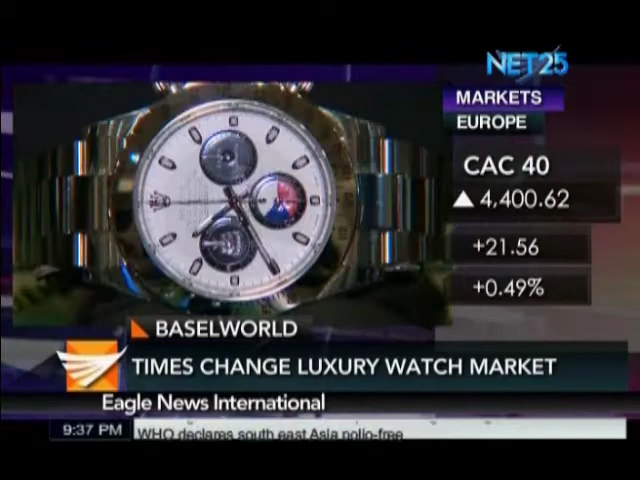 NET25
MARKETS
EUROPE
CAC 40
4,400.62
+21.56
+0.49%
BASELWORLD
TIMES CHANGE LUXURY WATCH MARKET
Eagle News International
9:37 PM
WHO declares south east Asia polio-free